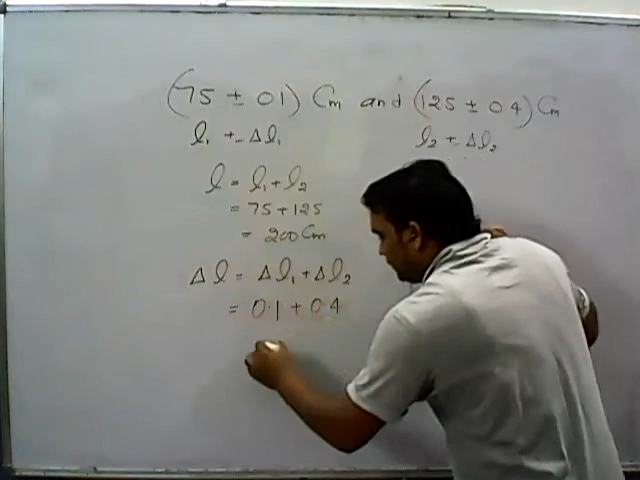 (75 ± 0.1) Cm and (125 ± 0.4) Cm
l₁ ± Δl₁ l₂ ± Δl₂
l = l₁ + l₂
= 75 + 125
= 200 Cm
Δl = Δl₁ + Δl₂
= 0.1 + 0.4